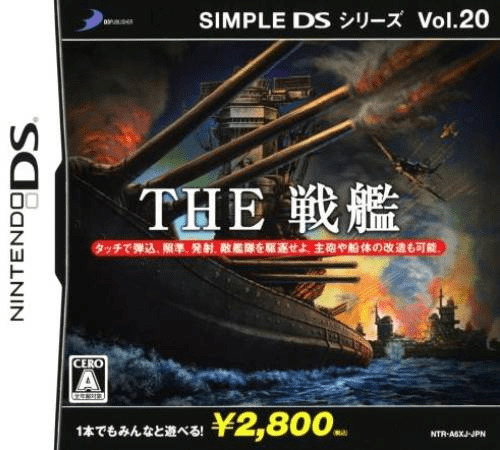 D3PUBLISHER
SIMPLE DS シリーズ Vol.20
NINTENDO DS
TM
THE 戦艦
タッチで弾込、照準、発射。敵艦隊を駆逐せよ。主砲や船体の改造も可能。
CERO
A
全年齢対象
1本でもみんなと遊べる! ¥2,800(税込)
NTR-A6XJ-JPN